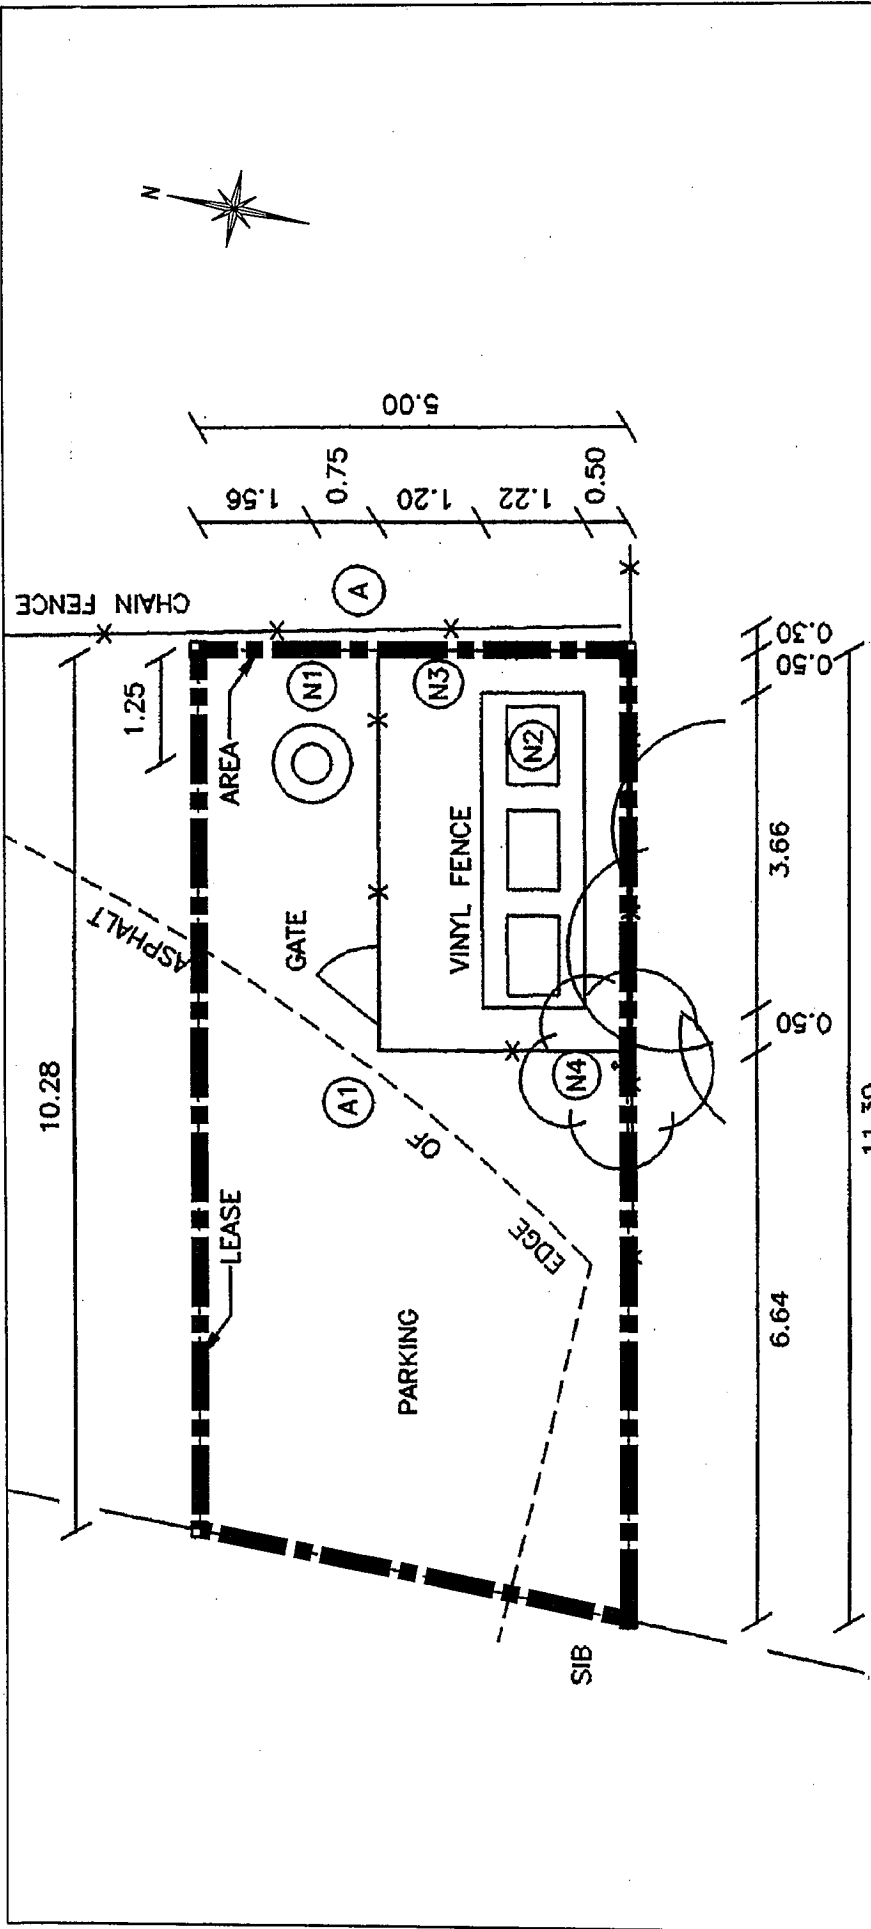 N
CHAIN FENCE
5.00
1.56
0.75
1.20
1.22
0.50
A
1.25
AREA
N1
N3
N2
0.30
0.50
10.28
ASPHALT
GATE
VINYL FENCE
3.66
0.50
A1
N4
OF
EDGE
LEASE
PARKING
6.64
SIB